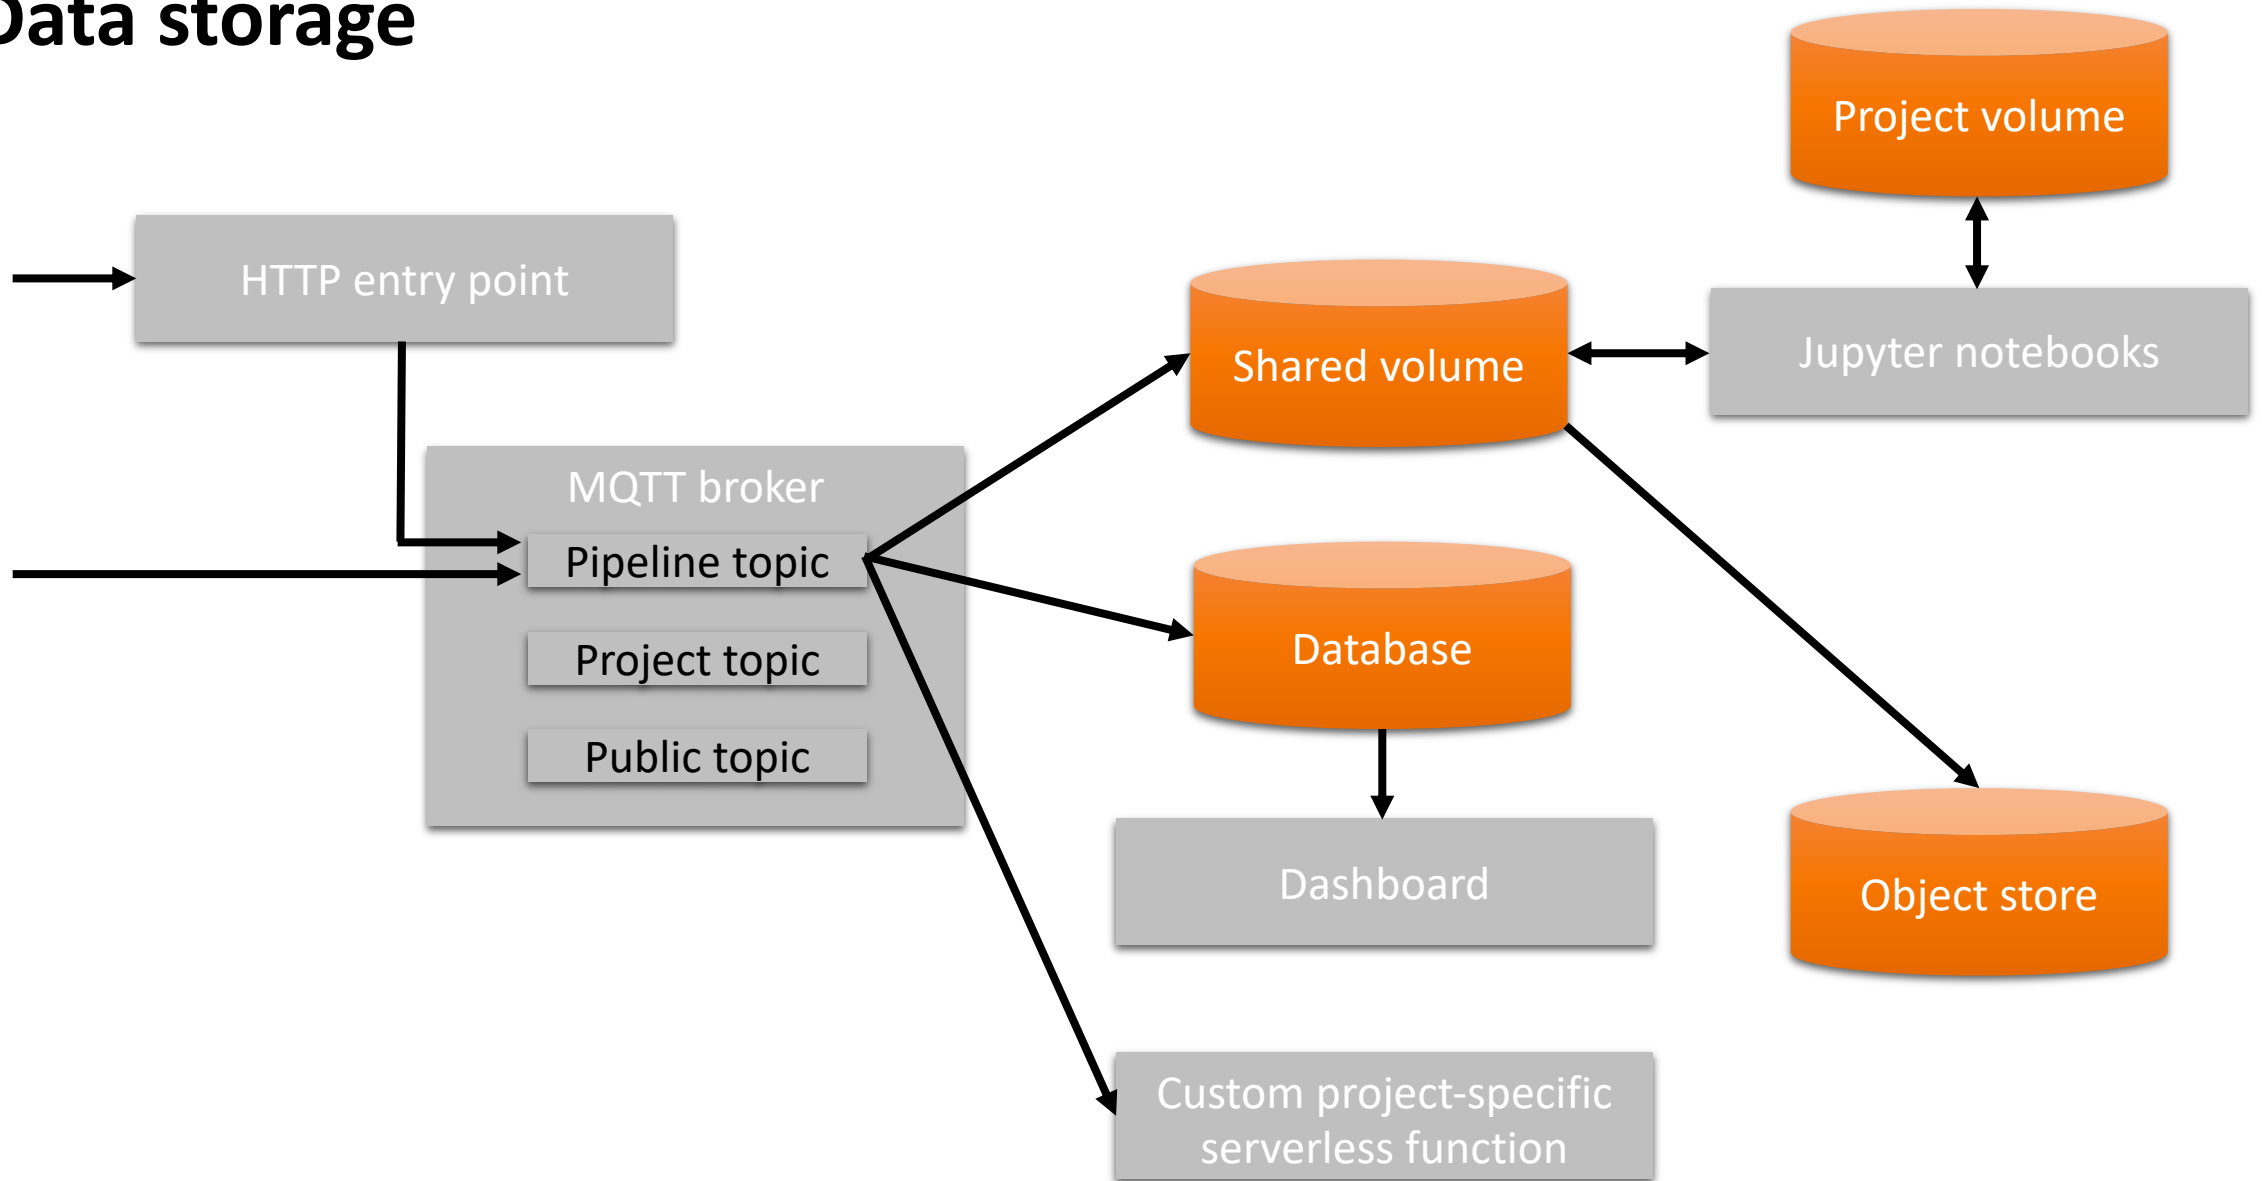 Data storage
Project volume
HTTP entry point
Shared volume
Jupyter notebooks
MQTT broker
Pipeline topic
Project topic
Public topic
Database
Dashboard
Object store
Custom project-specific
serverless function